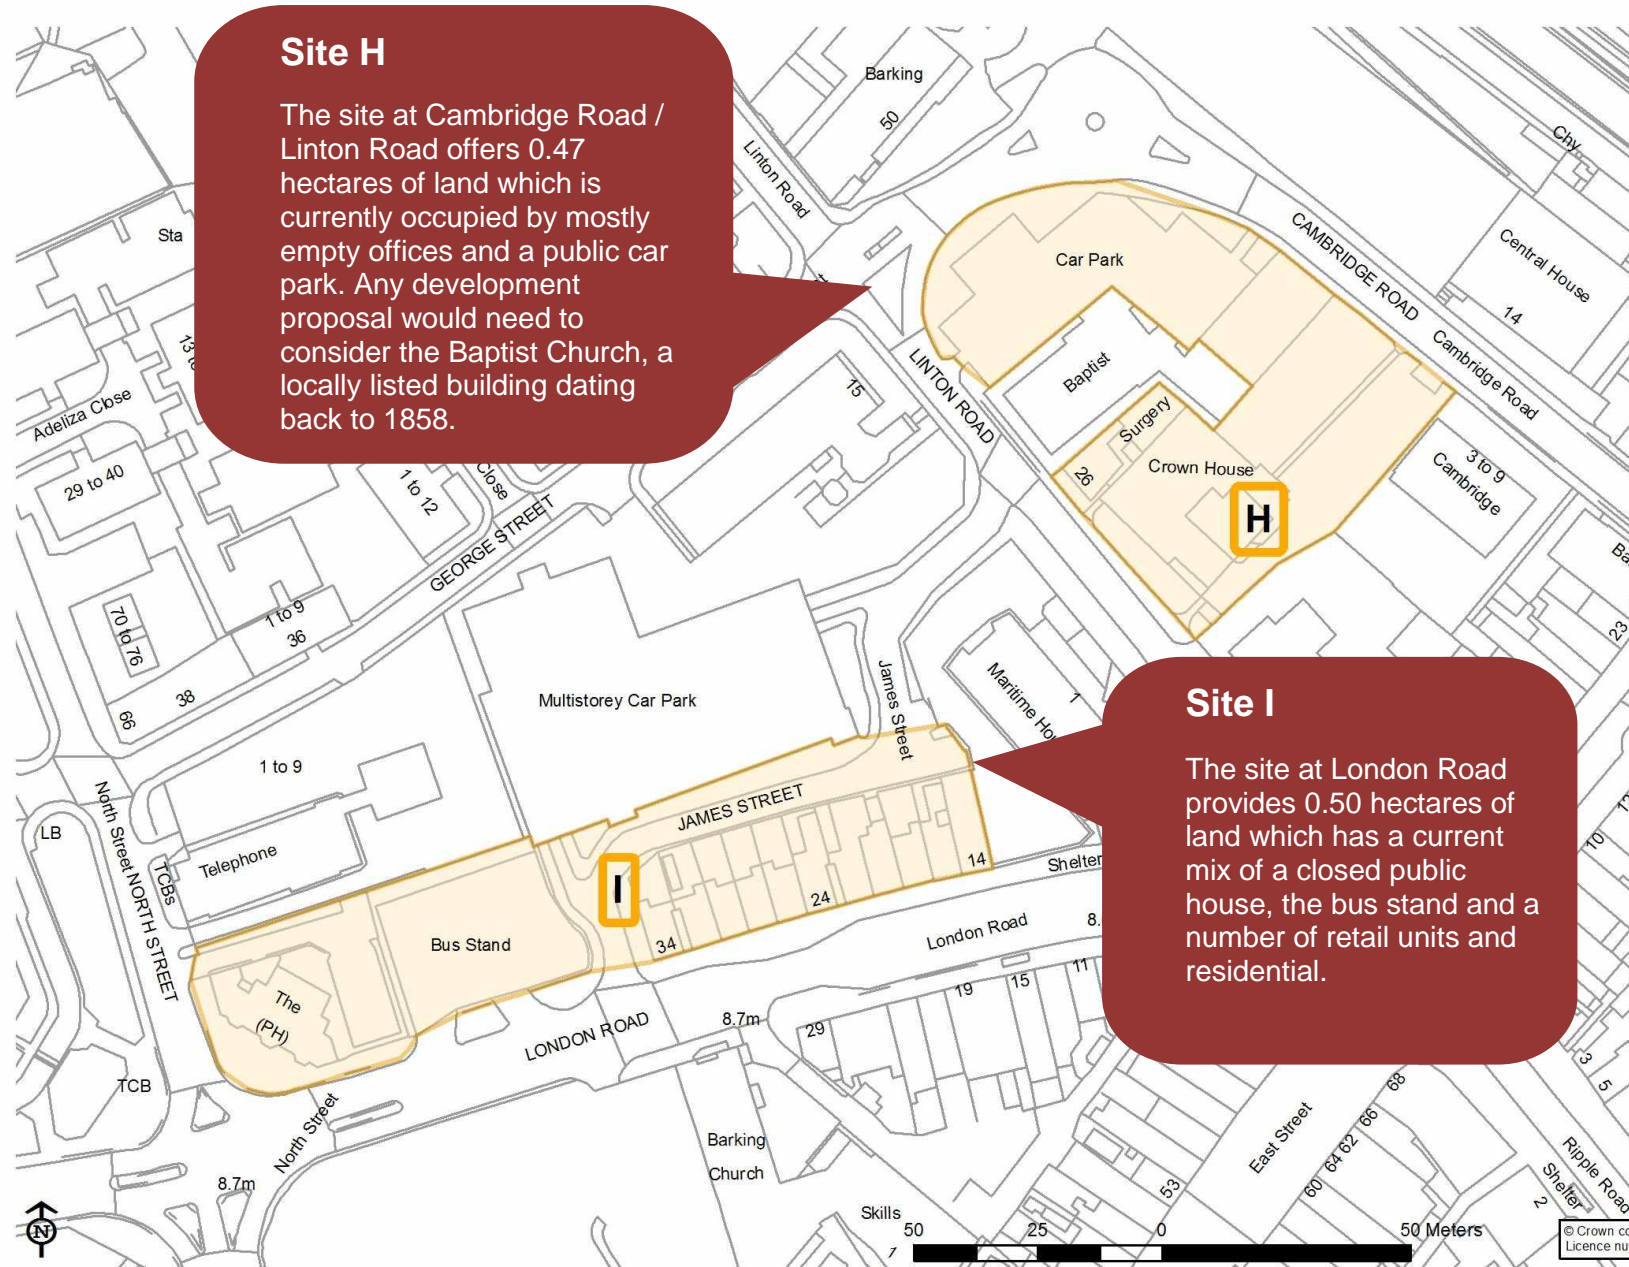 Site H
The site at Cambridge Road /
Linton Road offers 0.47
hectares of land which is
currently occupied by mostly
empty offices and a public car
park. Any development
proposal would need to
consider the Baptist Church, a
locally listed building dating
back to 1858.
Barking
50
Linton Road
Chy
Sta
CAMBRIDGE ROAD
Central House
14
Car Park
Cambridge Road
LINTON ROAD
Baptist
15
Surgery
Crown House
26
H
3 to 9
Cambridge
Adeliza Close
29 to 40
1 to 12
Close
GEORGE STREET
70 to 76
1 to 9
36
38
66
23
Multistorey Car Park
James Street
Maritime
1
Site I
The site at London Road
provides 0.50 hectares of
land which has a current
mix of a closed public
house, the bus stand and a
number of retail units and
residential.
1 to 9
North Street
NORTH STREET
LB
TCBs
Telephone
JAMES STREET
14
Shelter
24
I
34
Bus Stand
London Road
8.
10
The
(PH)
LONDON ROAD
8.7m
29
19
15
11
TCB
North Street
8.7m
Barking
Church
68
66
62
64
60
East Street
53
3
5
Ripple Road
Shelter
2
Skills
1
N
50
25
0
50 Meters
© Crown
Licence